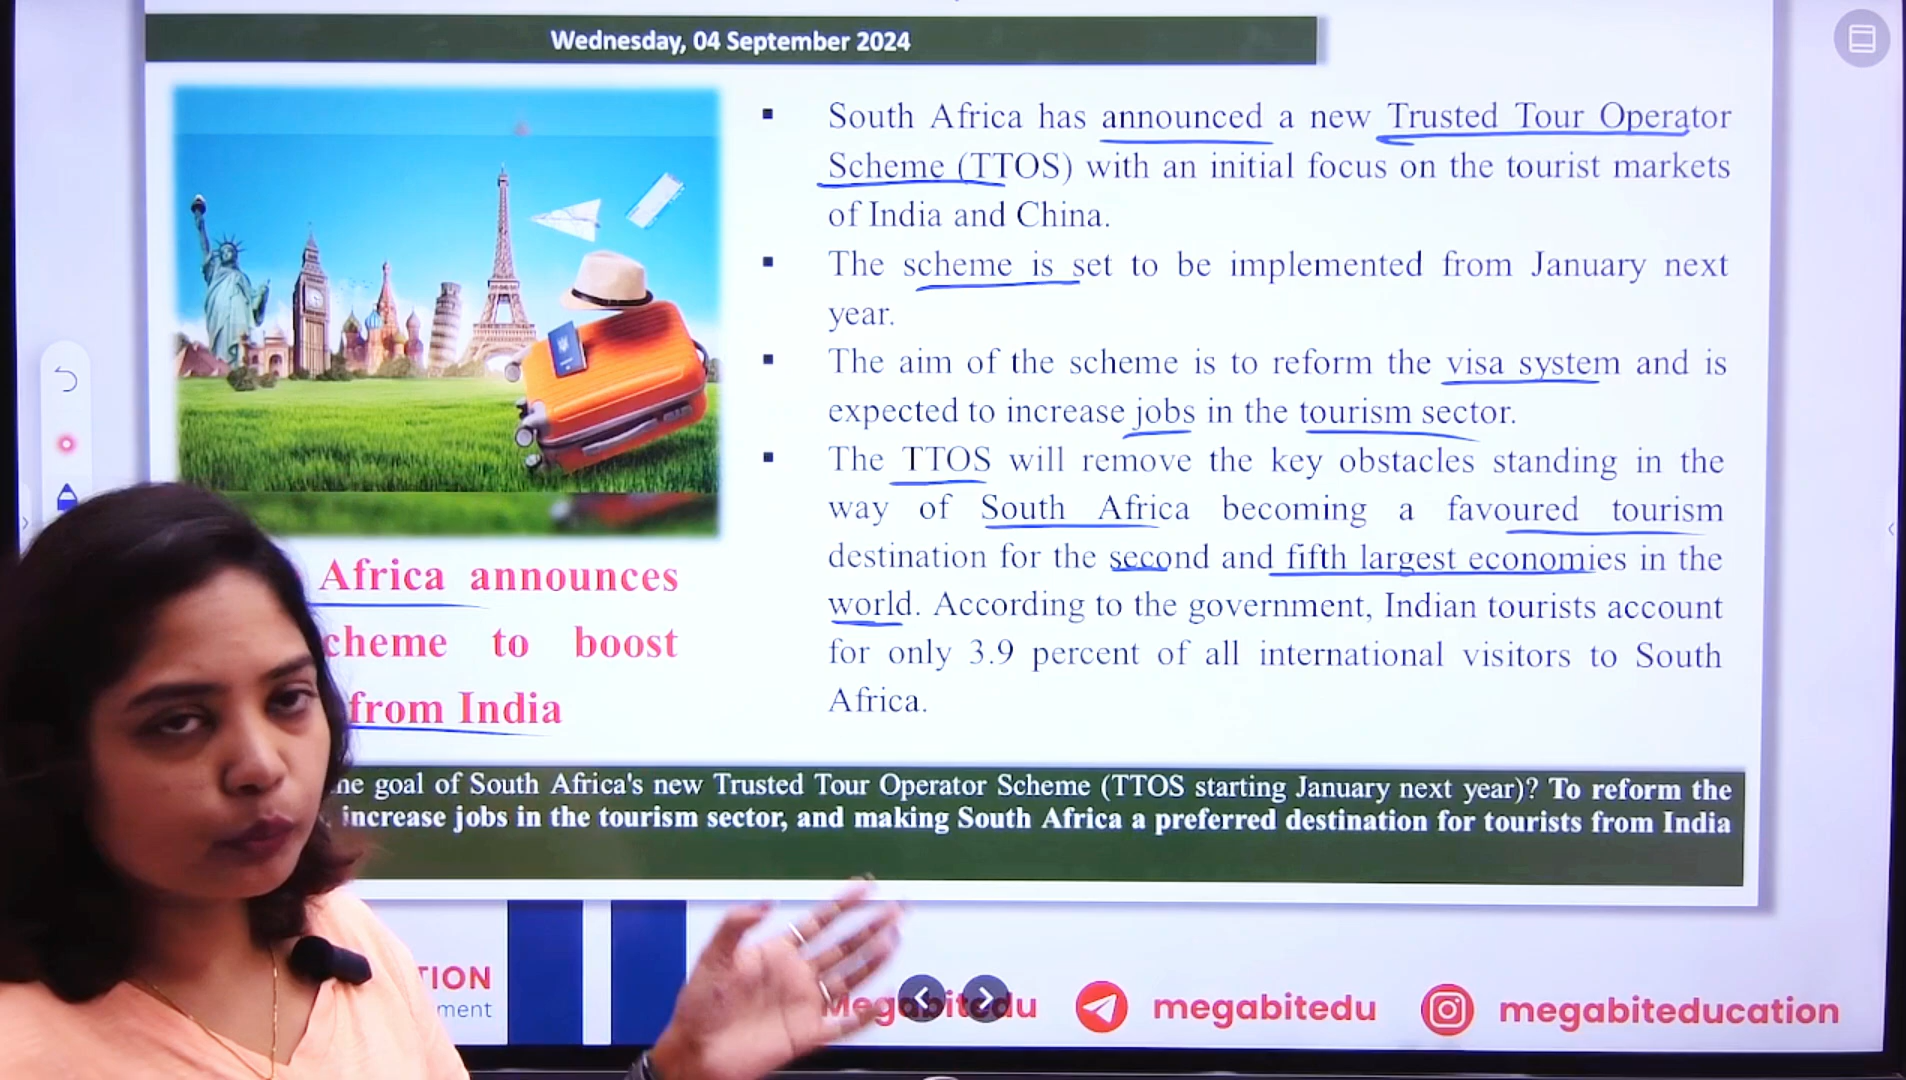 Wednesday, 04 September 2024
Africa announces
cheme to boost
from India
▪ South Africa has announced a new Trusted Tour Operator
Scheme (TTOS) with an initial focus on the tourist markets
of India and China.
▪ The scheme is set to be implemented from January next
year.
▪ The aim of the scheme is to reform the visa system and is
expected to increase jobs in the tourism sector.
▪ The TTOS will remove the key obstacles standing in the
way of South Africa becoming a favoured tourism
destination for the second and fifth largest economies in the
world. According to the government, Indian tourists account
for only 3.9 percent of all international visitors to South
Africa.
he goal of South Africa's new Trusted Tour Operator Scheme (TTOS starting January next year)? To reform the
increase jobs in the tourism sector, and making South Africa a preferred destination for tourists from India
TION
ment
megabitedu
megabiteducation